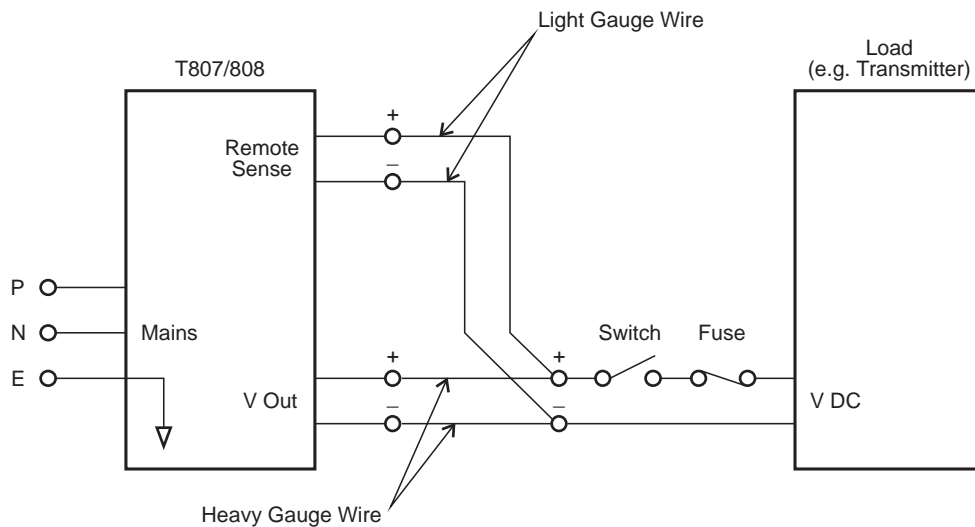 Light Gauge Wire
T807/808
Load
(e.g. Transmitter)
+
Remote
Sense
–
P
N
Mains
Switch
Fuse
E
+
+
V Out
–
–
V DC
Heavy Gauge Wire